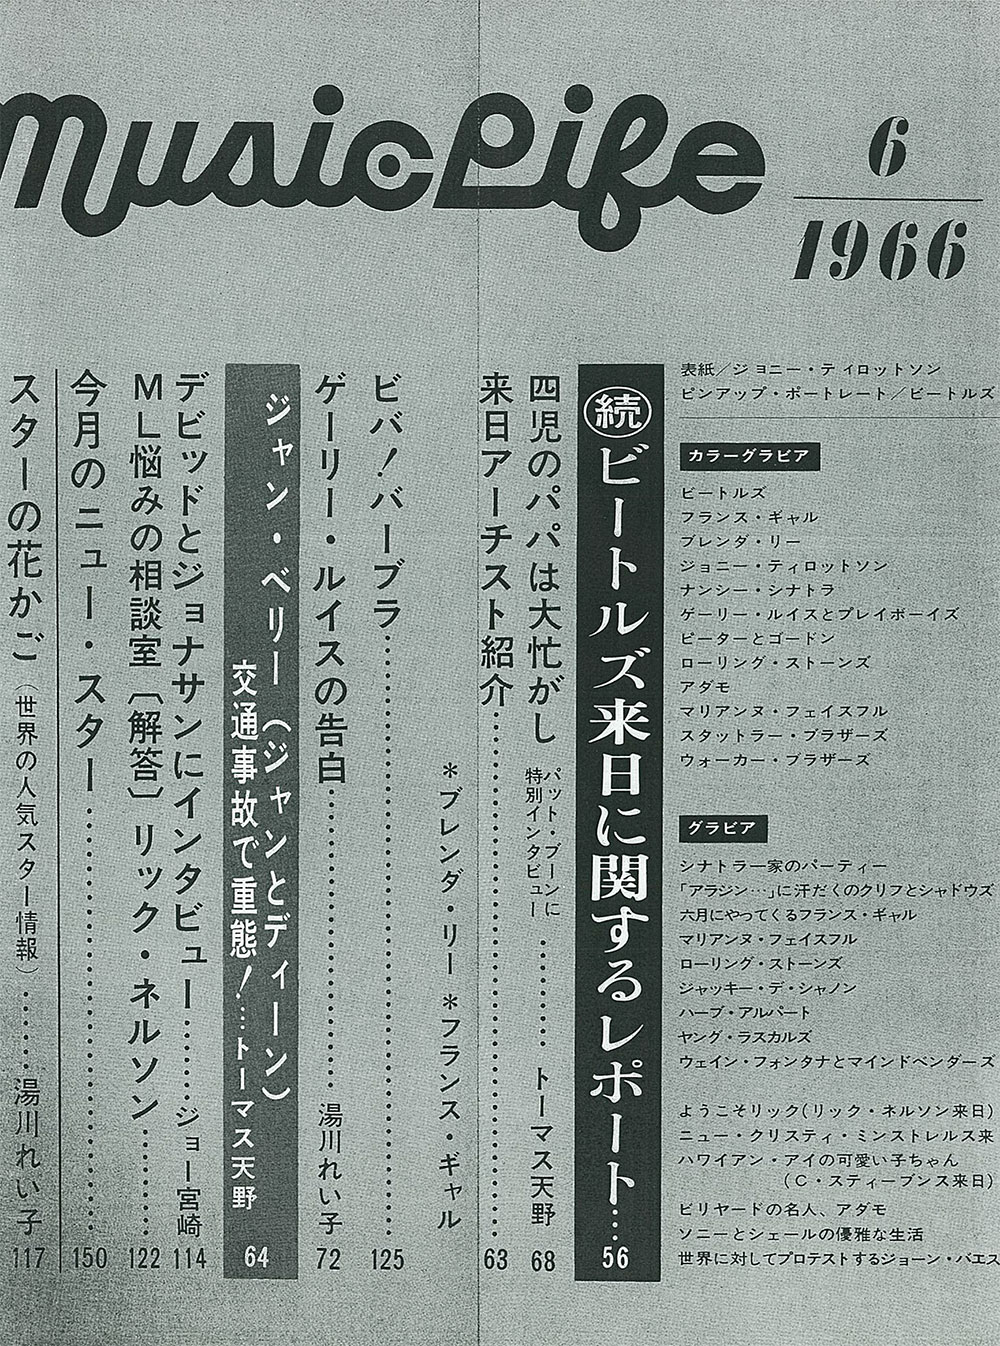 Music Life
6
1966
表紙／ジョニー・ティロットソン
ピンアップ・ポートレート／ビートルズ
カラーグラビア
ビートルズ
フランス・ギャル
ブレンダ・リー
ジョニー・ティロットソン
ナンシー・シナトラ
ゲーリー・ルイスとプレイボーイズ
ピーターとゴードン
ローリング・ストーンズ
アダモ
マリアンヌ・フェイスフル
スタットラー・ブラザーズ
ウォーカー・ブラザーズ
グラビア
シナトラ一家のパーティー
「アラジン…」に汗だくのクリフとシャドウズ
六月にやってくるフランス・ギャル
マリアンヌ・フェイスフル
ローリング・ストーンズ
ジャッキー・デ・シャノン
ハーブ・アルパート
ヤング・ラスカルズ
ウェイン・フォンタナとマインドベンダーズ
ようこそリック(リック・ネルソン来日)
ニュー・クリスティ・ミンストレルス来
ハワイアン・アイの可愛い子ちゃん
(C・スティーブンス来日)
ビリヤードの名人、アダモ
ソニーとシェールの優雅な生活
世界に対してプロテストするジョーン・バエズ
㊕ビートルズ来日に関するレポート……56
四児のパパは大忙がし パット・ブーンに
特別インタビュー………トーマス天野 68
来日アーチスト紹介……………63
＊ブレンダ・リー ＊フランス・ギャル
ビバ！バーブラ……………125
ゲーリー・ルイスの告白……………湯川れい子 72
ジャン・ベリー（ジャンとディーン）
交通事故で重態！…トーマス天野 64
デビッドとジョナサンにインタビュー………ジョー宮崎 114
ML悩みの相談室〔解答〕リック・ネルソン………122
今月のニュー・スター……………150
スターの花かご（世界の人気スター情報）……湯川れい子 117